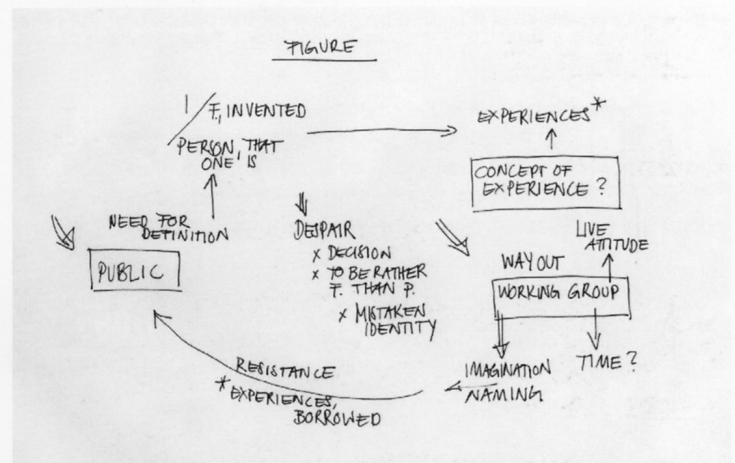 FIGURE
1/F., INVENTED
PERSON, THAT
ONE IS
EXPERIENCES*
CONCEPT OF
EXPERIENCE?
NEED FOR
DEFINITION
PUBLIC
DESPAIR
x DECISION
x TO BE RATHER
F. THAN P.
x MISTAKEN
IDENTITY
LIVE
ATTITUDE
WAY OUT
WORKING GROUP
IMAGINATION
NAMING
TIME?
RESISTANCE
*EXPERIENCES,
BORROWED